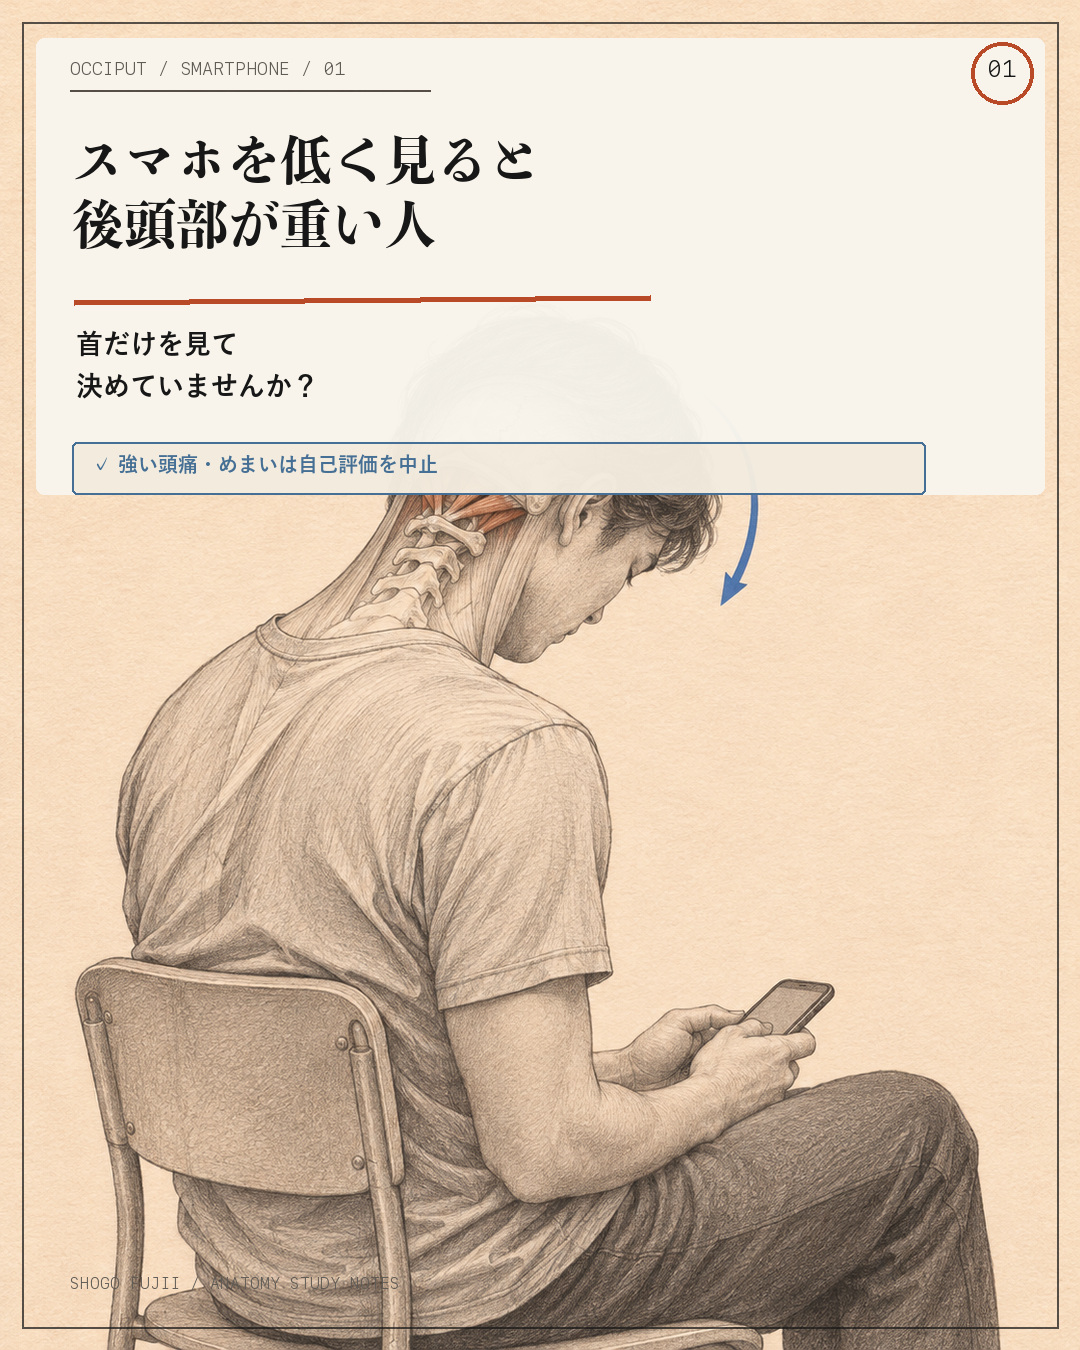 OCCIPUT / SMARTPHONE / 01
01
スマホを低く見ると
後頭部が重い人
首だけを見て
決めていませんか？
✓ 強い頭痛・めまいは自己評価を中止
SHOGO FUJII / ANATOMY STUDY NOTES